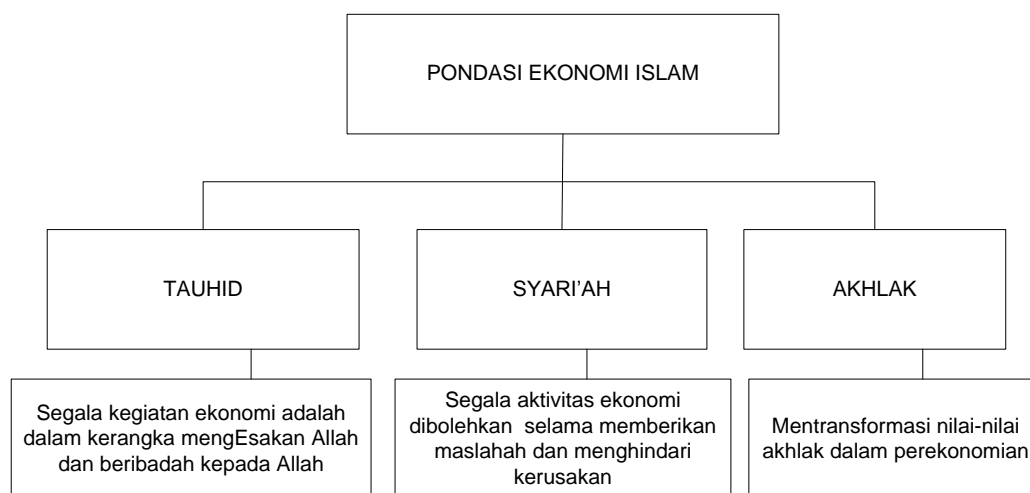 PONDASI EKONOMI ISLAM
TAUHID
SYARI’AH
AKHLAK
Segala kegiatan ekonomi adalah
dalam kerangka mengEsakan Allah
dan beribadah kepada Allah
Segala aktivitas ekonomi
dibolehkan  selama memberikan
maslahah dan menghindari
kerusakan
Mentransformasi nilai-nilai
akhlak dalam perekonomian